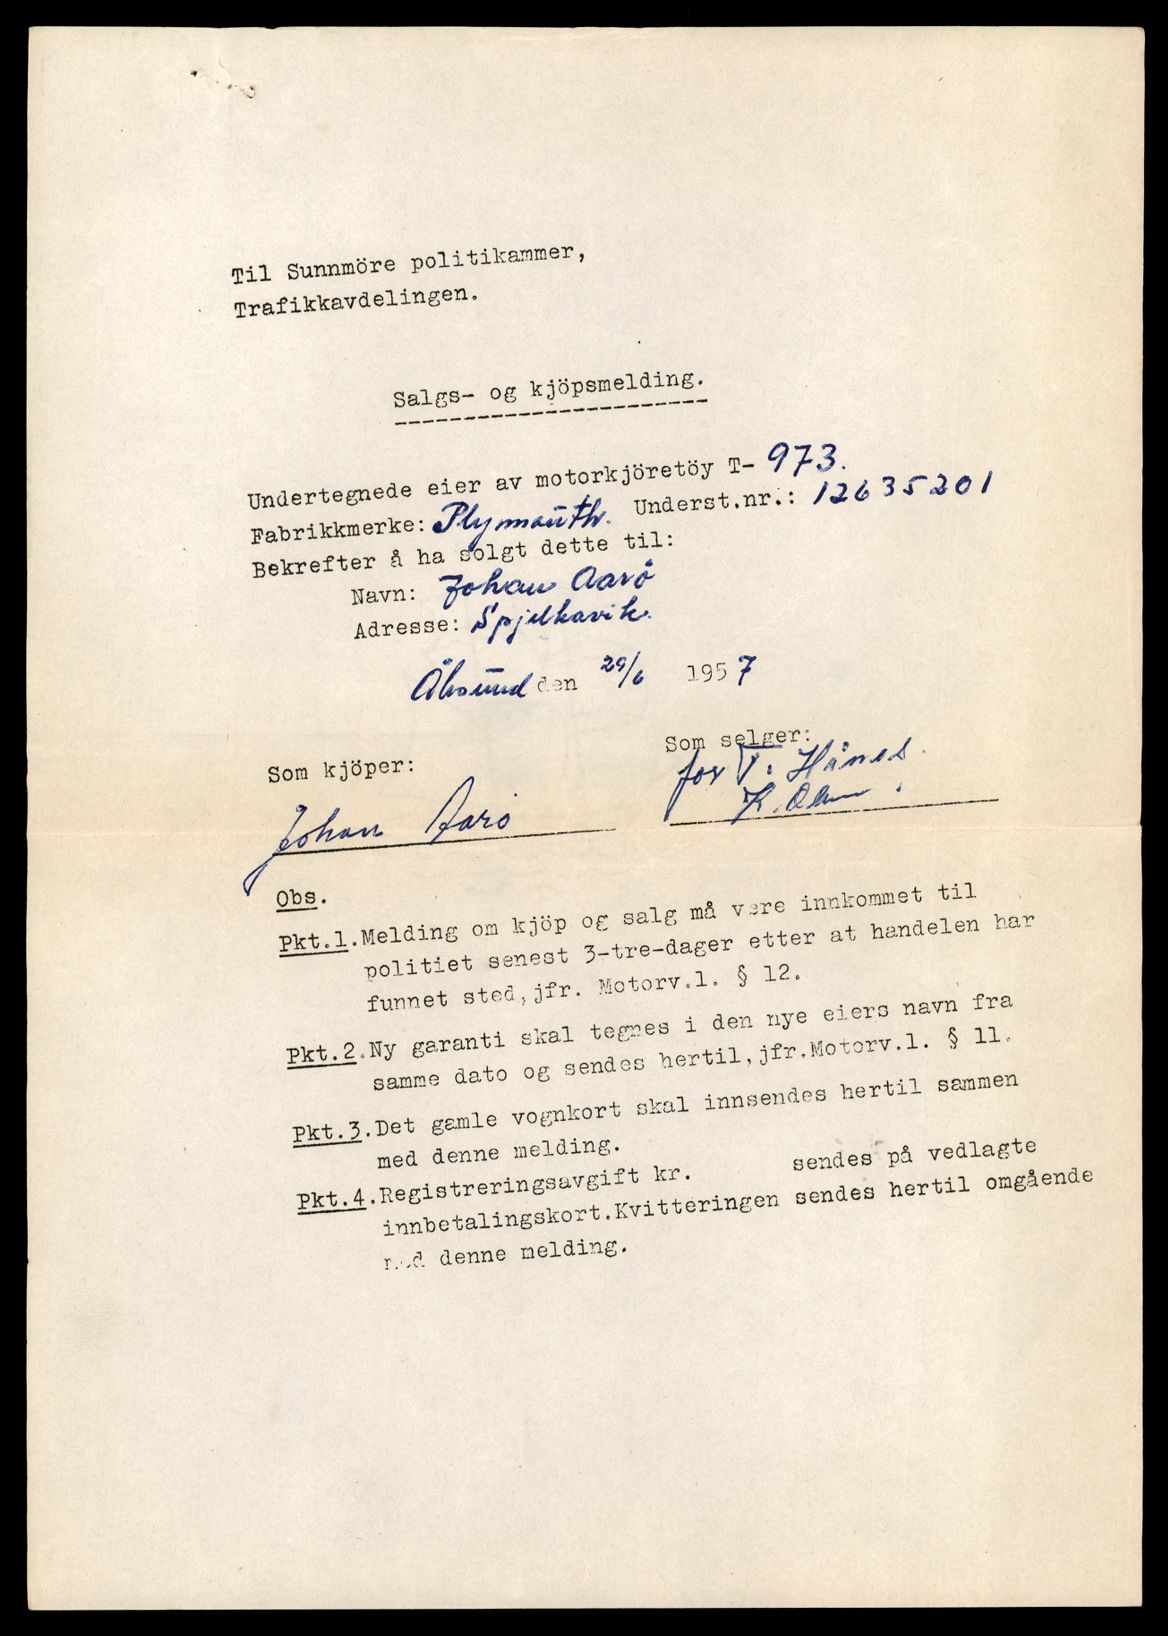 Til Sunnmöre politikammer,
Trafikkavdelingen.
Salgs- og kjöpsmelding.
Undertegnede eier av motorkjöretöy T- 973.
Fabrikkmerke: Plymouth. Underst.nr.: 12635201
Bekrefter å ha solgt dette til:
Navn: Johan Aarö
Adresse: Spjelkavik.
Ålesund den 29/6 1957
Som kjöper:
Som selger:
for T. Hånes.
Johan Aarö
K.
Obs.
Pkt.1.Melding om kjöp og salg må være innkommet til
politiet senest 3-tre-dager etter at handelen har
funnet sted,jfr. Motorv.l. § 12.
Pkt.2.Ny garanti skal tegnes i den nye eiers navn fra
samme dato og sendes hertil,jfr.Motorv.l. § 11.
Pkt.3.Det gamle vognkort skal innsendes hertil sammen
med denne melding.
Pkt.4.Registreringsavgift kr. sendes på vedlagte
innbetalingskort.Kvitteringen sendes hertil omgående
med denne melding.